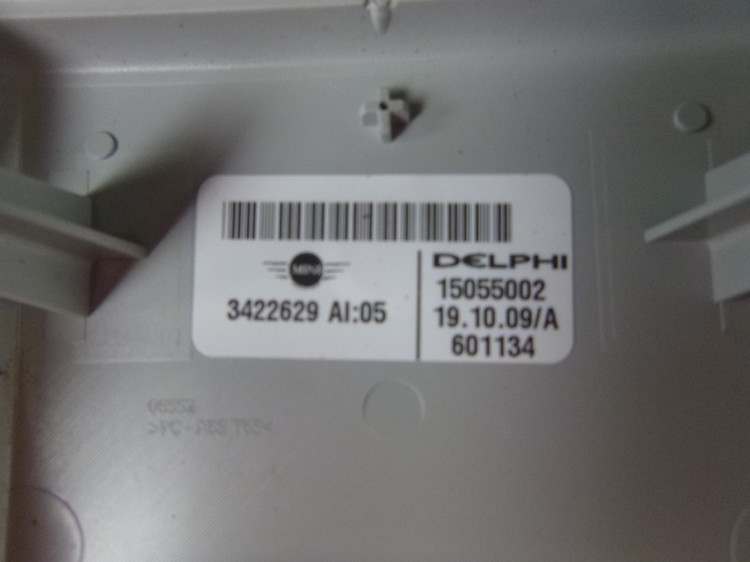 MINI
3422629 AI:05
DELPHI
15055002
19.10.09/A
601134